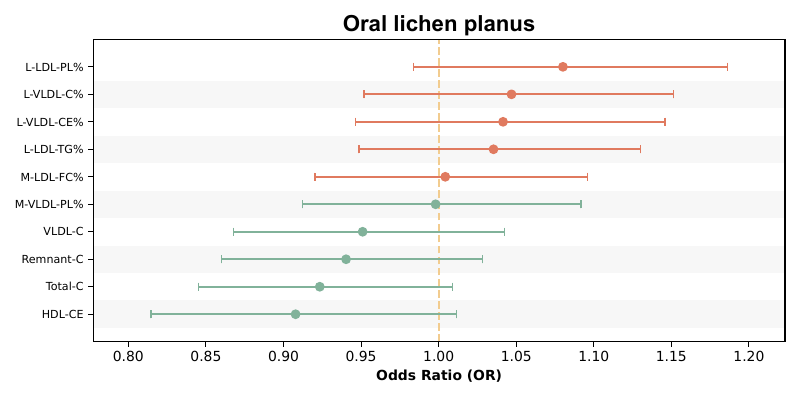 Oral lichen planus
L-LDL-PL%
L-VLDL-C%
L-VLDL-CE%
L-LDL-TG%
M-LDL-FC%
M-VLDL-PL%
VLDL-C
Remnant-C
Total-C
HDL-CE
0.80 0.85 0.90 0.95 1.00 1.05 1.10 1.15 1.20
Odds Ratio (OR)